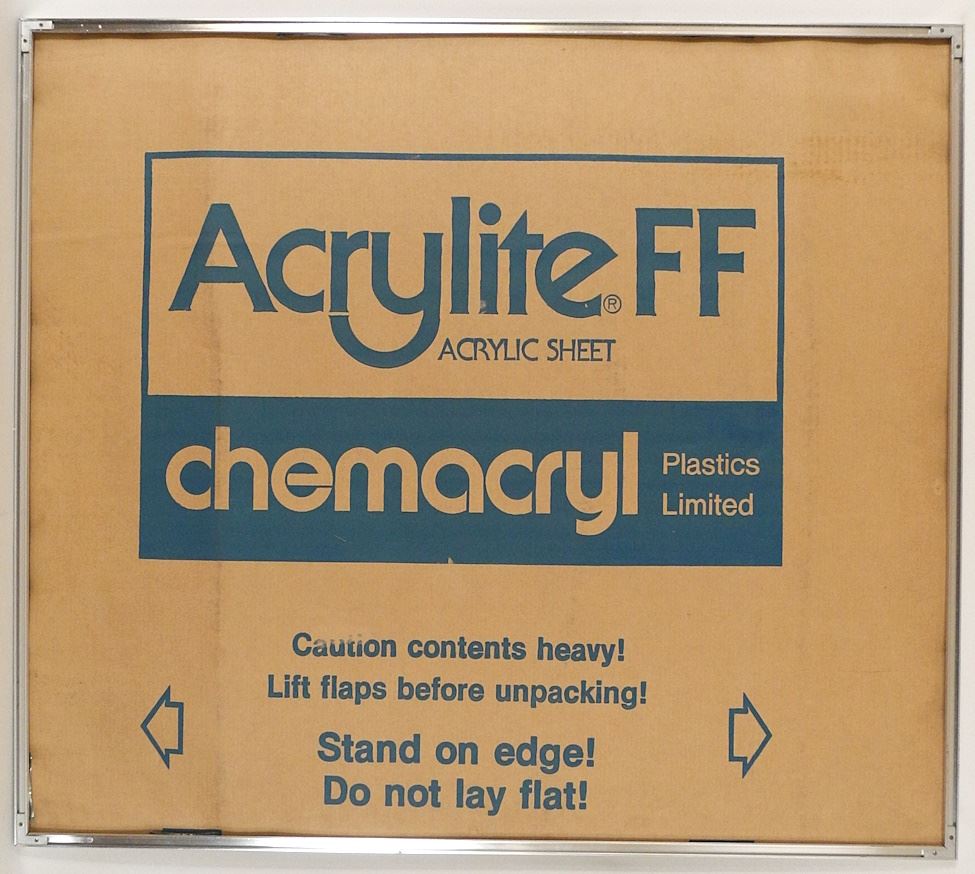 Acrylite® FF
ACRYLIC SHEET
chemacryl Plastics
Limited
Caution contents heavy!
Lift flaps before unpacking!
Stand on edge!
Do not lay flat!